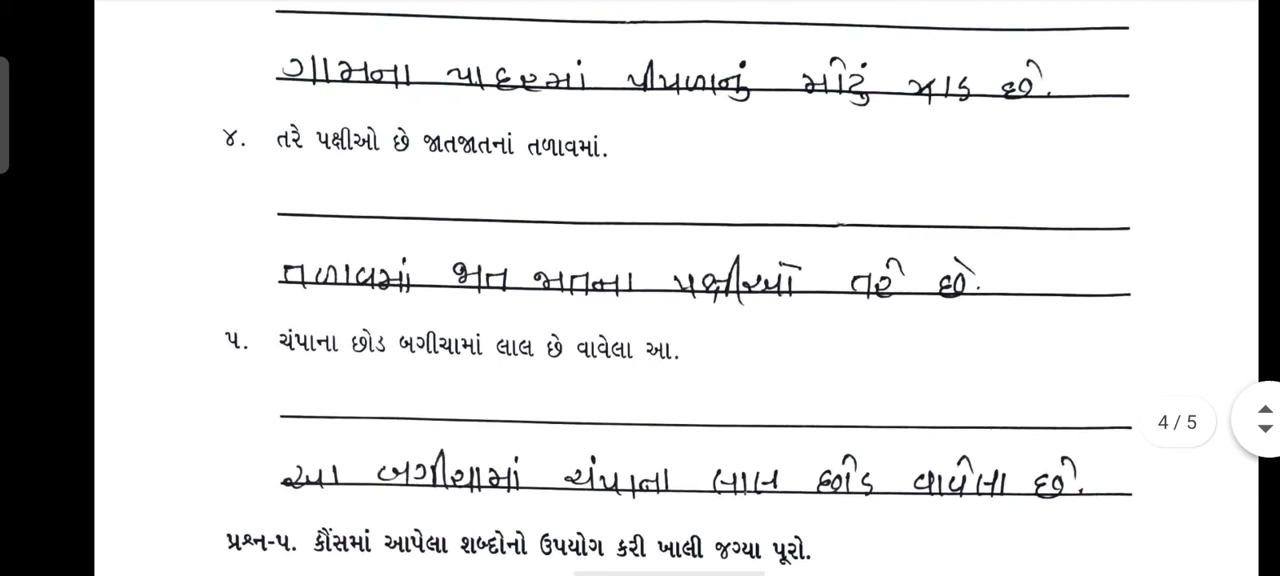 ગામના પાદરમાં પીપળાનું મોટું ઝાડ છે.
૪. તરે પક્ષીઓ છે જાતજાતનાં તળાવમાં.
તળાવમાં જાત જાતના પક્ષીઓ તરે છે.
૫. ચંપાના છોડ બગીચામાં લાલ છે વાવેલા આ.
4 / 5
આ બગીચામાં ચંપાના લાલ છોડ વાવેલા છે.
પ્રશ્ન-૫. કૌંસમાં આપેલા શબ્દોનો ઉપયોગ કરી ખાલી જગ્યા પૂરો.